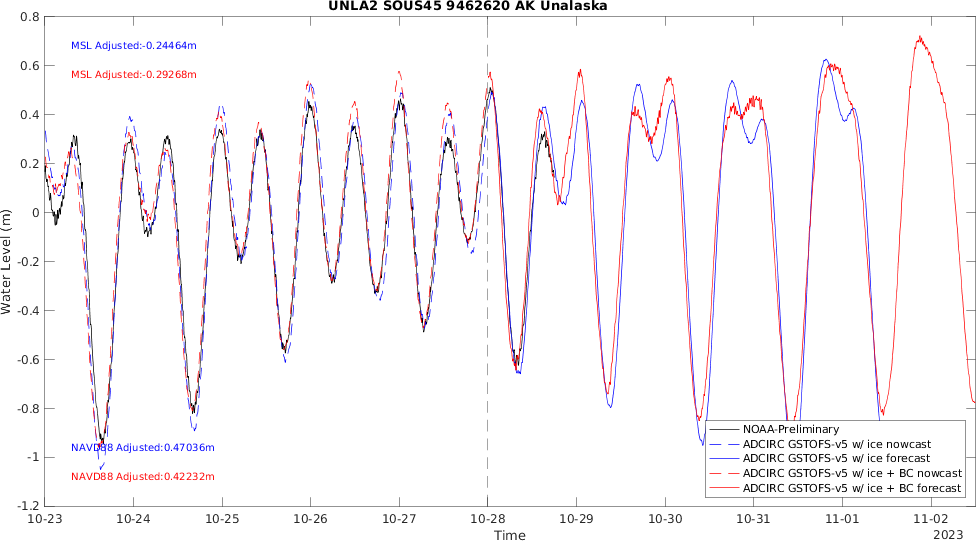 UNLA2 SOUS45 9462620 AK Unalaska
0.8
0.6
0.4
0.2
0
-0.2
-0.4
-0.6
-0.8
-1
-1.2
Water Level (m)
MSL Adjusted:-0.24464m
MSL Adjusted:-0.29268m
NAVD88 Adjusted:0.47036m
NAVD88 Adjusted:0.42232m
NOAA-Preliminary
ADCIRC GSTOFS-v5 w/ ice nowcast
ADCIRC GSTOFS-v5 w/ ice forecast
ADCIRC GSTOFS-v5 w/ ice + BC nowcast
ADCIRC GSTOFS-v5 w/ ice + BC forecast
10-23 10-24 10-25 10-26 10-27 10-28 10-29 10-30 10-31 11-01 11-02
Time
2023